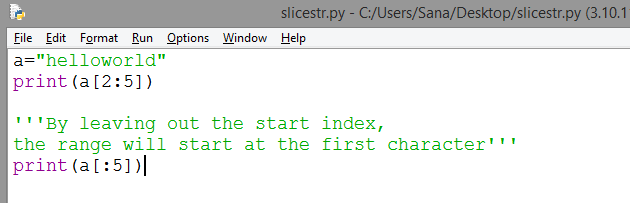 slicestr.py - C:/Users/Sana/Desktop/slicestr.py (3.10.1
File Edit Format Run Options Window Help
a="helloworld"
print(a[2:5])
'''By leaving out the start index,
the range will start at the first character'''
print(a[:5])